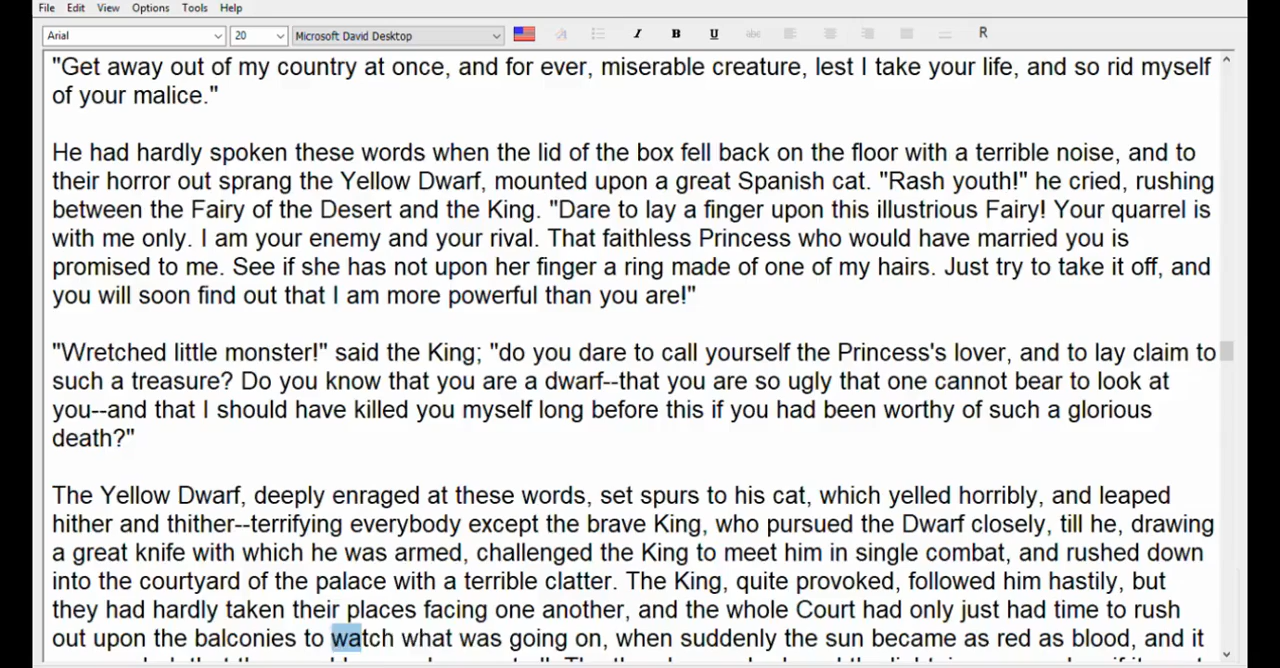 File Edit View Options Tools Help
Arial 20 Microsoft David Desktop I B U abc R
"Get away out of my country at once, and for ever, miserable creature, lest I take your life, and so rid myself
of your malice."
He had hardly spoken these words when the lid of the box fell back on the floor with a terrible noise, and to
their horror out sprang the Yellow Dwarf, mounted upon a great Spanish cat. "Rash youth!" he cried, rushing
between the Fairy of the Desert and the King. "Dare to lay a finger upon this illustrious Fairy! Your quarrel is
with me only. I am your enemy and your rival. That faithless Princess who would have married you is
promised to me. See if she has not upon her finger a ring made of one of my hairs. Just try to take it off, and
you will soon find out that I am more powerful than you are!"
"Wretched little monster!" said the King; "do you dare to call yourself the Princess's lover, and to lay claim to
such a treasure? Do you know that you are a dwarf--that you are so ugly that one cannot bear to look at
you--and that I should have killed you myself long before this if you had been worthy of such a glorious
death?"
The Yellow Dwarf, deeply enraged at these words, set spurs to his cat, which yelled horribly, and leaped
hither and thither--terrifying everybody except the brave King, who pursued the Dwarf closely, till he, drawing
a great knife with which he was armed, challenged the King to meet him in single combat, and rushed down
into the courtyard of the palace with a terrible clatter. The King, quite provoked, followed him hastily, but
they had hardly taken their places facing one another, and the whole Court had only just had time to rush
out upon the balconies to watch what was going on, when suddenly the sun became as red as blood, and it